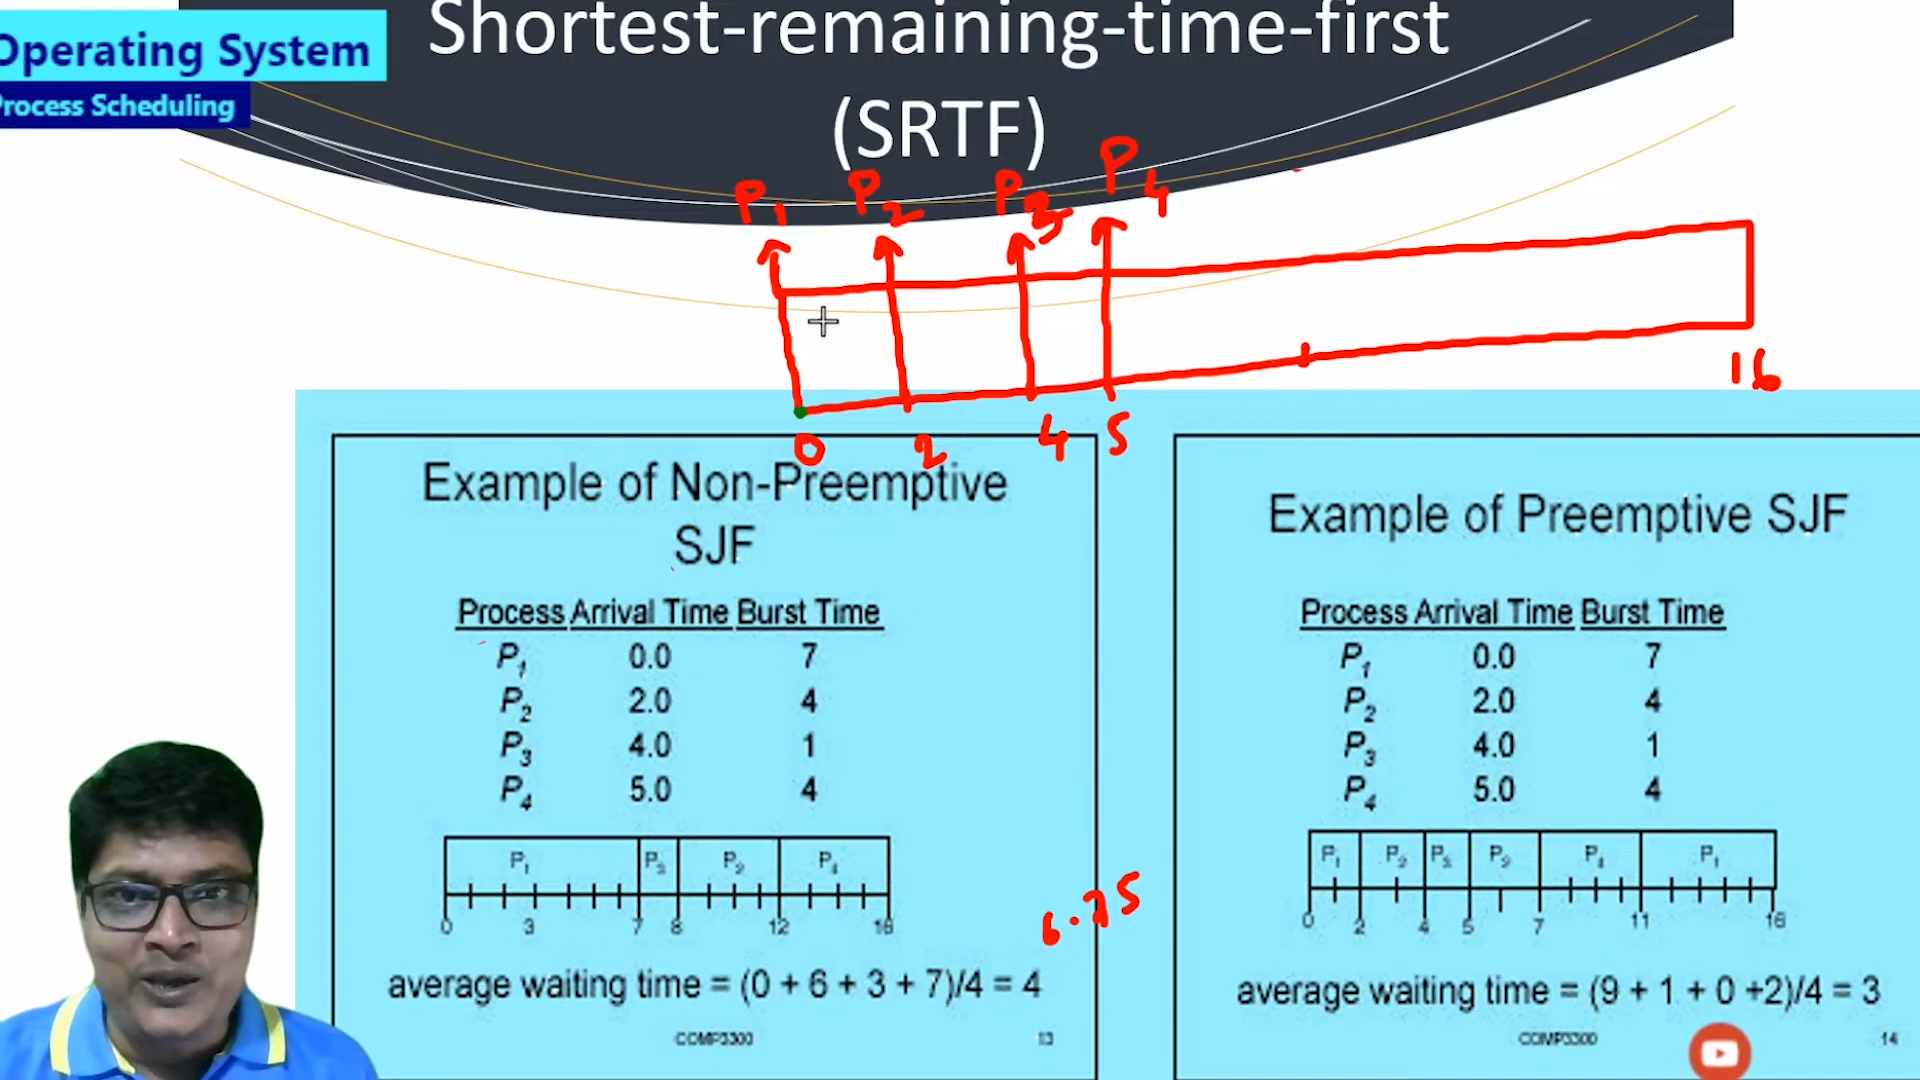 Operating System
Process Scheduling
Shortest-remaining-time-first
(SRTF)
P1 P2 P3 P4
16
0 2 4 5
Example of Non-Preemptive
SJF
Process Arrival Time Burst Time
P1 0.0 7
P2 2.0 4
P3 4.0 1
P4 5.0 4
P1 P3 P2 P4
0 3 7 8 12 16
average waiting time = (0 + 6 + 3 + 7)/4 = 4
COMP3300 13
6.75
Example of Preemptive SJF
Process Arrival Time Burst Time
P1 0.0 7
P2 2.0 4
P3 4.0 1
P4 5.0 4
P1 P2 P3 P2 P4 P1
0 2 4 5 7 11 16
average waiting time = (9 + 1 + 0 +2)/4 = 3
COMP3300 14